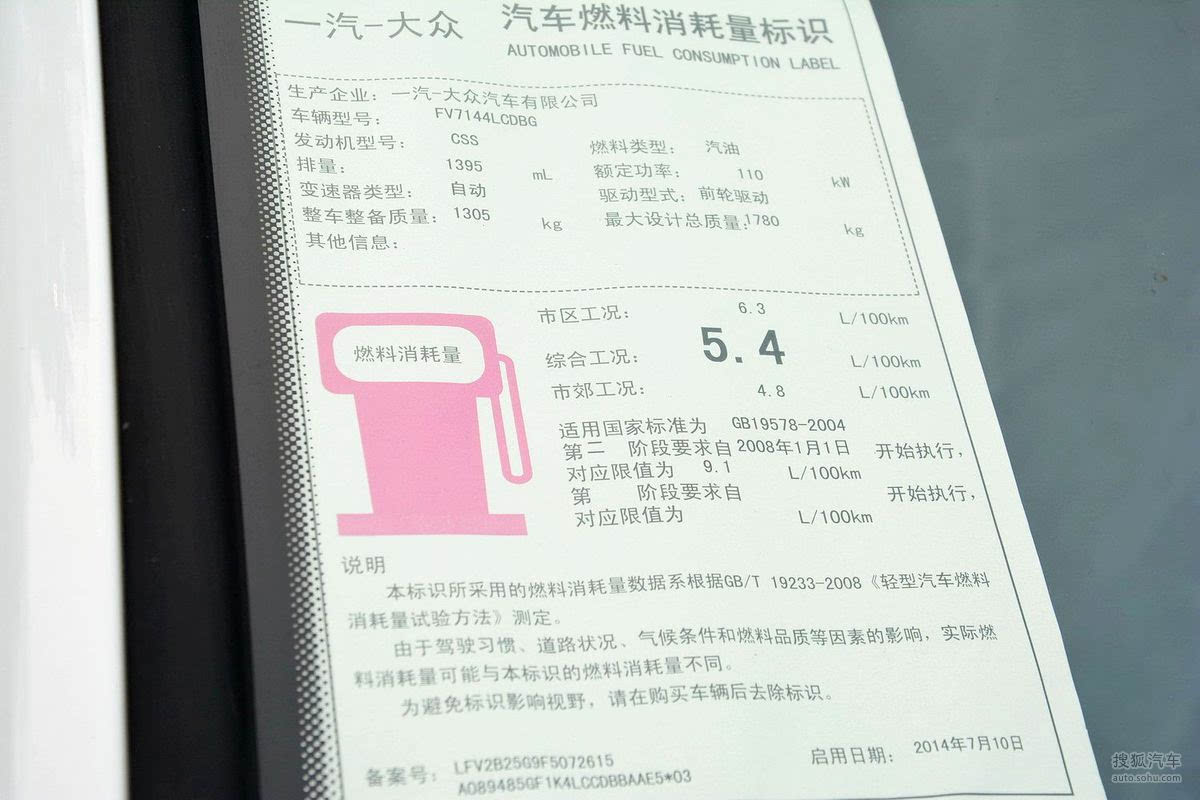 一汽-大众 汽车燃料消耗量标识
AUTOMOBILE FUEL CONSUMPTION LABEL
生产企业: 一汽-大众汽车有限公司
车辆型号: FV7144LCDBG
发动机型号: CSS 燃料类型: 汽油
排量: 1395 mL 额定功率: 110 kW
变速器类型: 自动 驱动型式: 前轮驱动
整车整备质量: 1305 kg 最大设计总质量: 1780 kg
其他信息:
市区工况: 6.3 L/100km
燃料消耗量
综合工况: 5.4 L/100km
市郊工况: 4.8 L/100km
适用国家标准为 GB19578-2004
第二 阶段要求自2008年1月1日 开始执行,
对应限值为 9.1 L/100km
第 阶段要求自 开始执行,
对应限值为 L/100km
说明
本标识所采用的燃料消耗量数据系根据GB/T 19233-2008《轻型汽车燃料
消耗量试验方法》测定。
由于驾驶习惯、道路状况、气候条件和燃料品质等因素的影响, 实际燃
料消耗量可能与本标识的燃料消耗量不同。
为避免标识影响视野, 请在购买车辆后去除标识。
备案号: LFV2B25G9F5072615 启用日期: 2014年7月10日
A089485GF1K4LCCDBBAAE5*03
搜狐汽车
auto.sohu.com